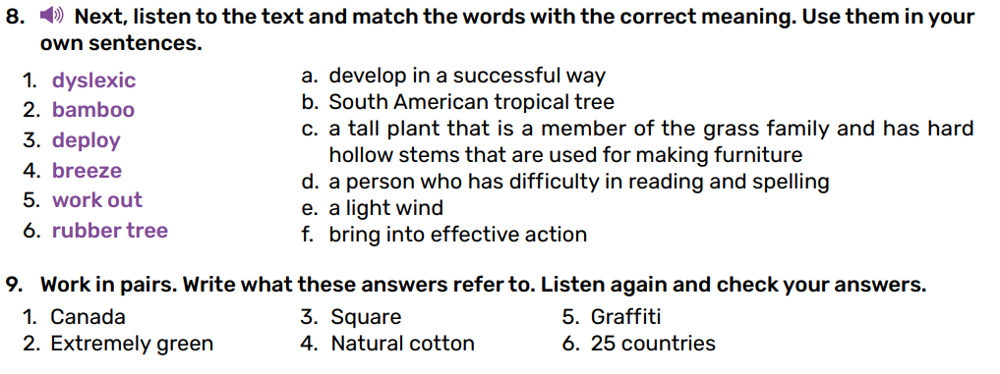 8. Next, listen to the text and match the words with the correct meaning. Use them in your
own sentences.
1. dyslexic
2. bamboo
3. deploy
4. breeze
5. work out
6. rubber tree
a. develop in a successful way
b. South American tropical tree
c. a tall plant that is a member of the grass family and has hard
hollow stems that are used for making furniture
d. a person who has difficulty in reading and spelling
e. a light wind
f. bring into effective action
9. Work in pairs. Write what these answers refer to. Listen again and check your answers.
1. Canada
2. Extremely green
3. Square
4. Natural cotton
5. Graffiti
6. 25 countries